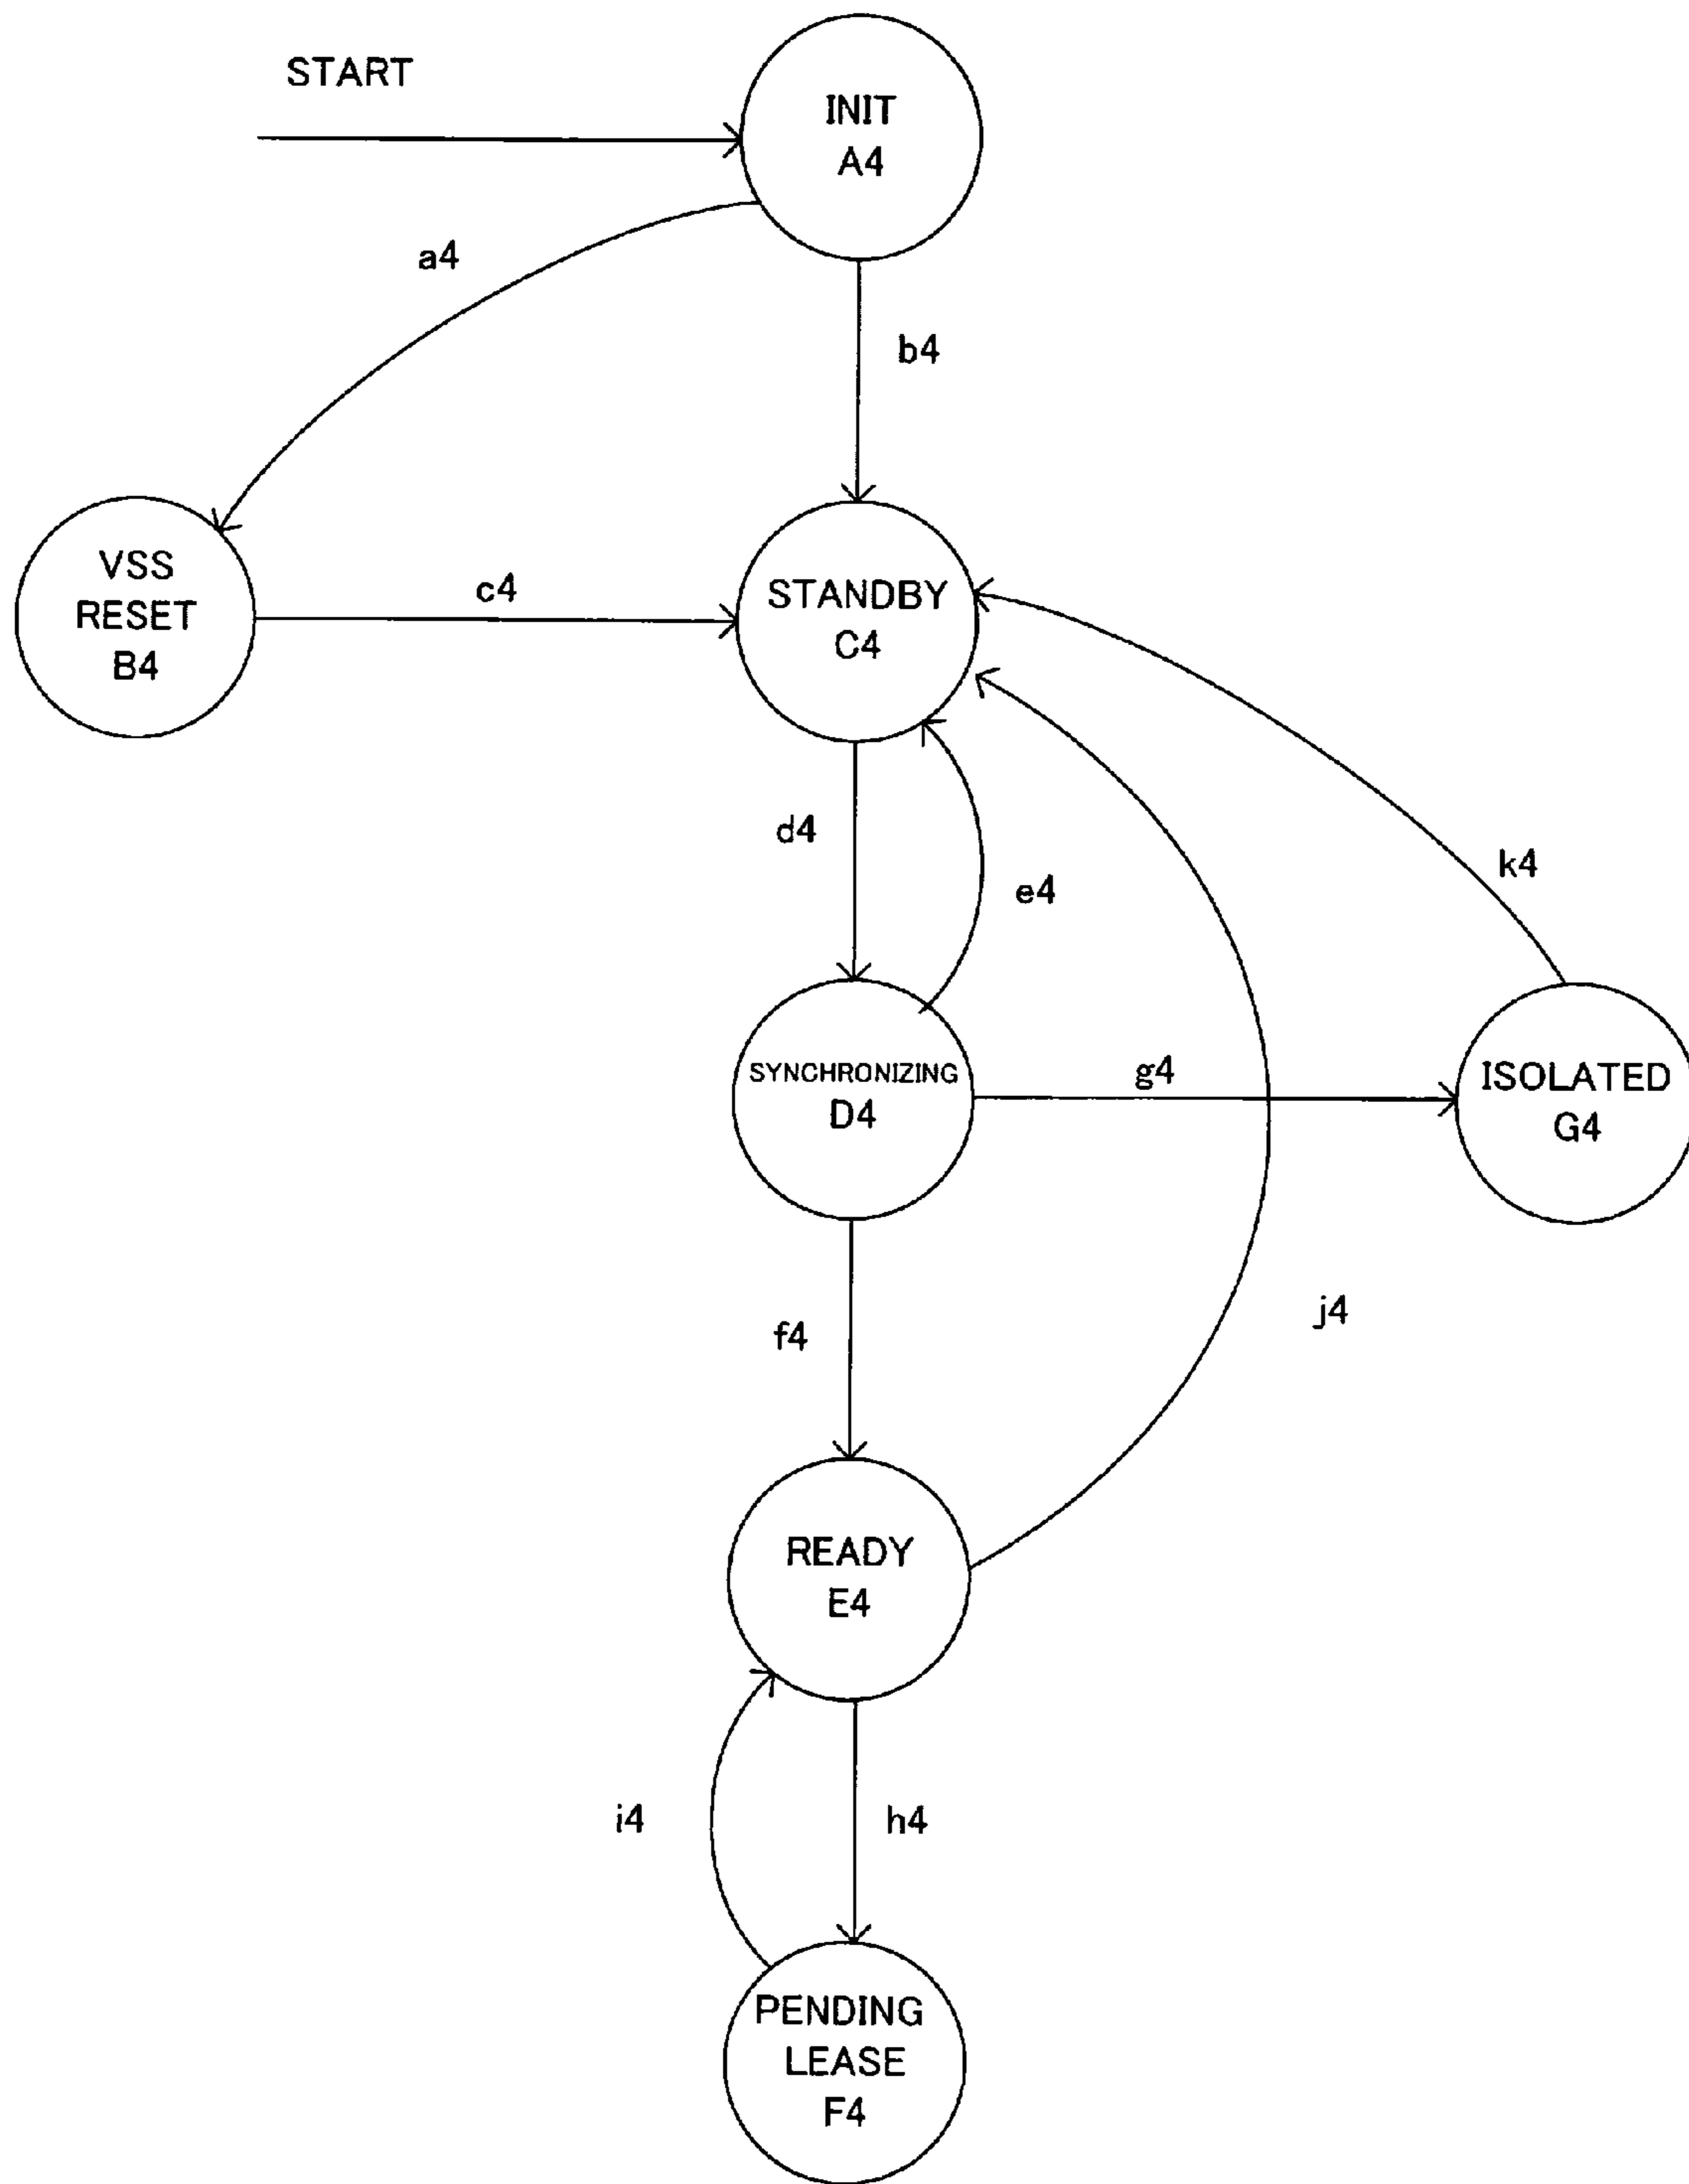 START
INIT
A4
a4
b4
VSS
RESET
B4
c4
STANDBY
C4
d4
e4
k4
SYNCHRONIZING
D4
g4
ISOLATED
G4
f4
j4
READY
E4
i4
h4
PENDING
LEASE
F4